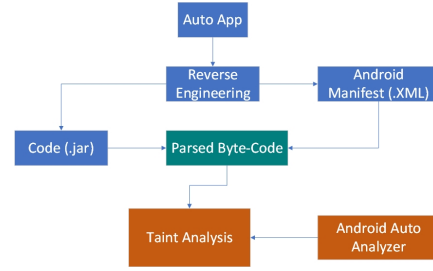 Auto App
Reverse
Engineering
Android
Manifest (.XML)
Code (.jar)
Parsed Byte-Code
Taint Analysis
Android Auto
Analyzer